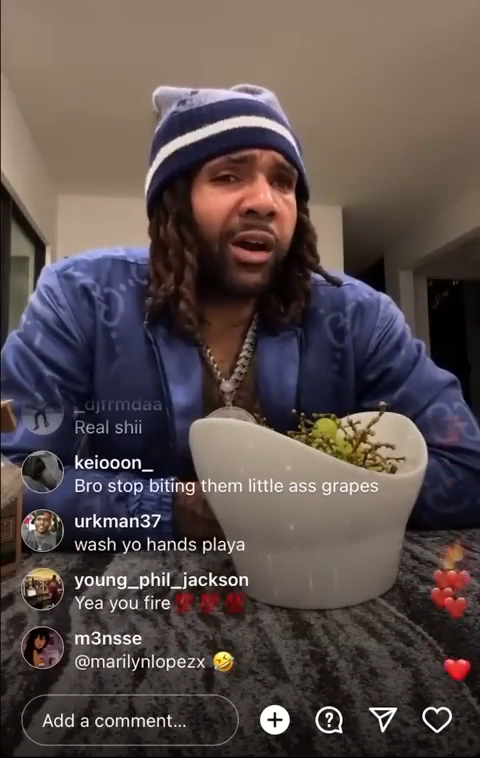 _djfrmdaa
Real shii
keiooon_
Bro stop biting them little ass grapes
urkman37
wash yo hands playa
young_phil_jackson
Yea you fire 💯💯💯
m3nsse
@marilynlopezx 🤣
Add a comment...